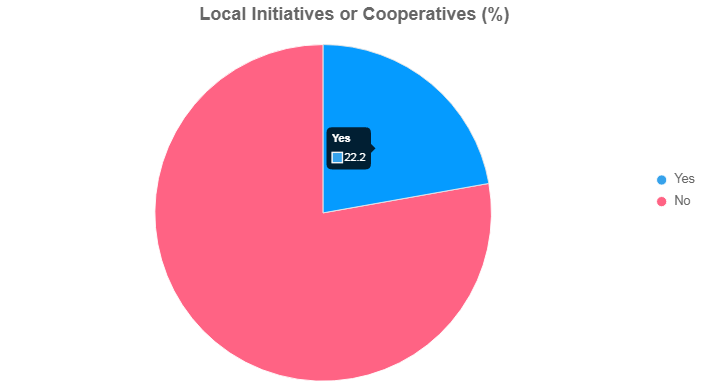 Local Initiatives or Cooperatives (%)
Yes
22.2
Yes
No